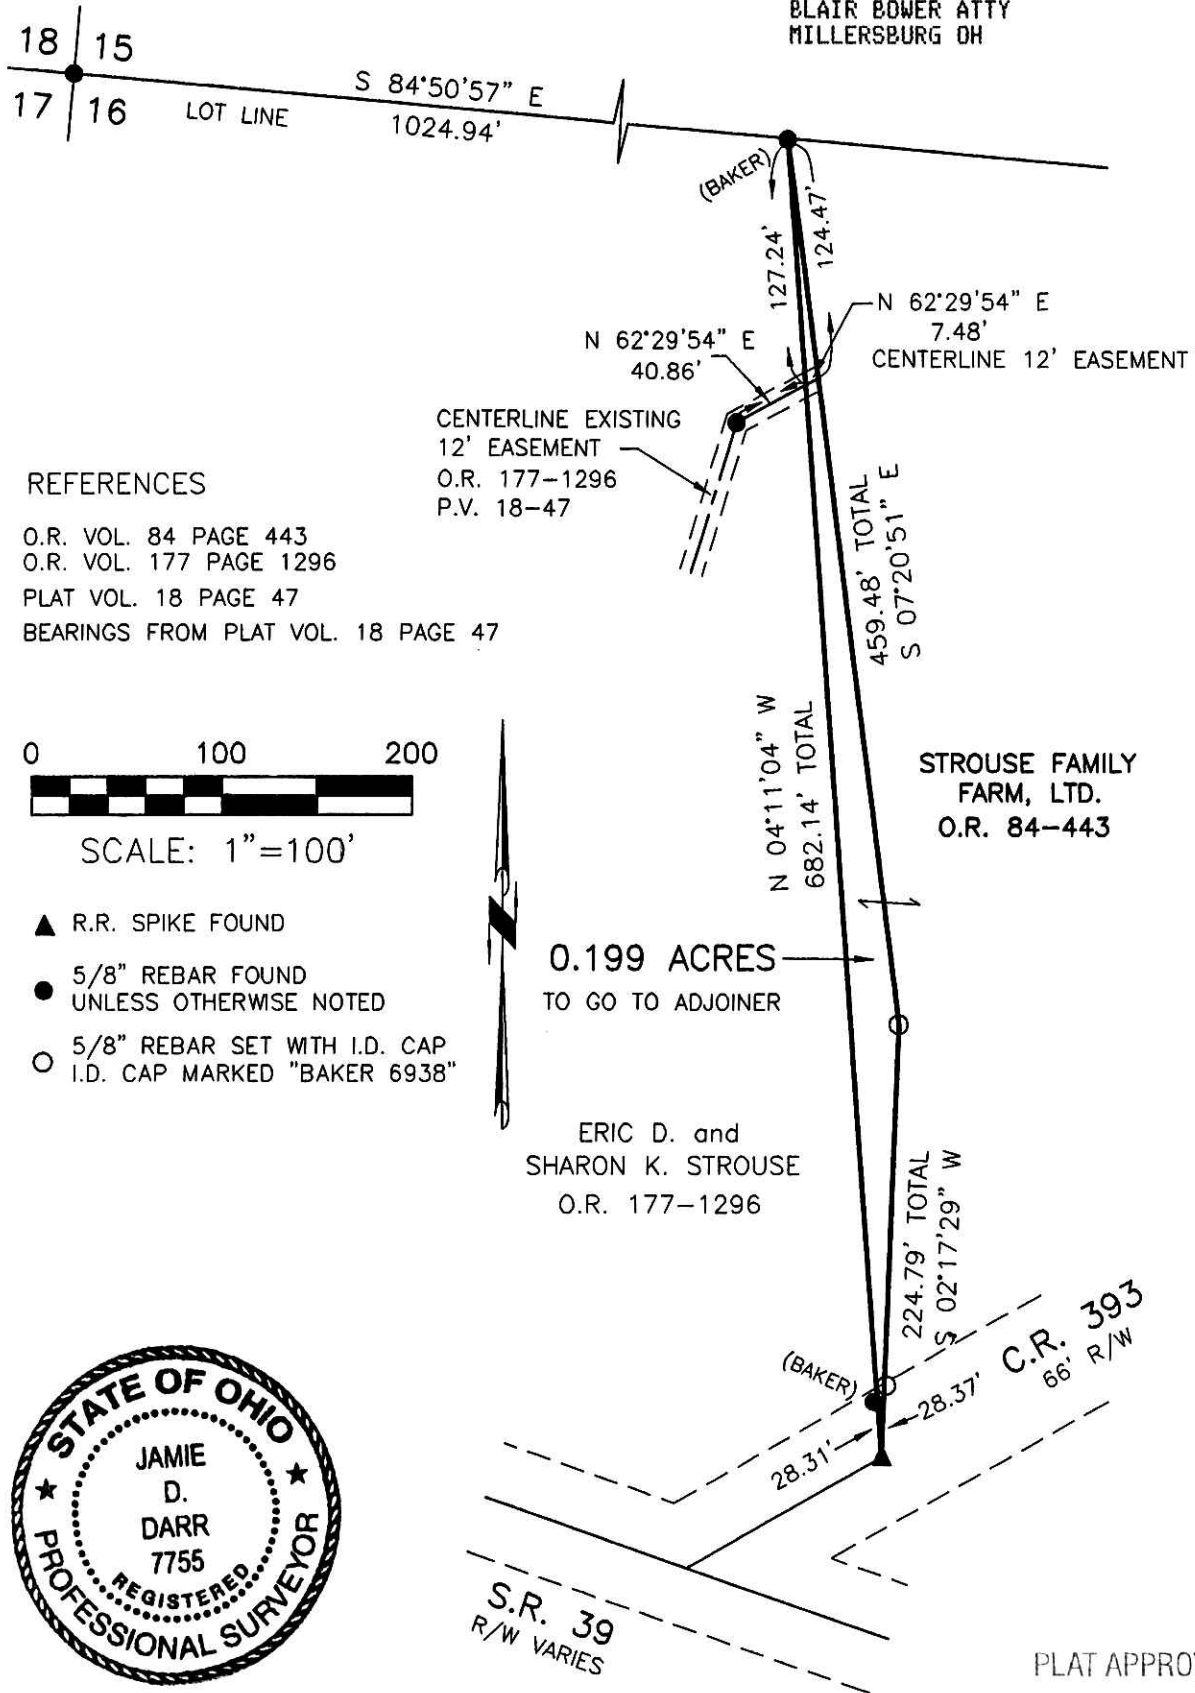 BLAIR BOWER ATTY
MILLERSBURG OH
18 15
17 16
LOT LINE
S 84°50'57" E
1024.94'
(BAKER)
127.24'
124.47'
N 62°29'54" E
7.48'
CENTERLINE 12' EASEMENT
N 62°29'54" E
40.86'
CENTERLINE EXISTING
12' EASEMENT
O.R. 177-1296
P.V. 18-47
REFERENCES
O.R. VOL. 84 PAGE 443
O.R. VOL. 177 PAGE 1296
PLAT VOL. 18 PAGE 47
BEARINGS FROM PLAT VOL. 18 PAGE 47
459.48' TOTAL
S 07°20'51" E
N 04°11'04" W
682.14' TOTAL
0 100 200
SCALE: 1"=100'
STROUSE FAMILY
FARM, LTD.
O.R. 84-443
R.R. SPIKE FOUND
5/8" REBAR FOUND
UNLESS OTHERWISE NOTED
5/8" REBAR SET WITH I.D. CAP
I.D. CAP MARKED "BAKER 6938"
0.199 ACRES
TO GO TO ADJOINER
ERIC D. and
SHARON K. STROUSE
O.R. 177-1296
224.79' TOTAL
S 02°17'29" W
(BAKER)
28.37'
28.31'
C.R. 393
66' R/W
S.R. 39
R/W VARIES
STATE OF OHIO
JAMIE
D.
DARR
7755
REGISTERED
PROFESSIONAL SURVEYOR
PLAT APPRO